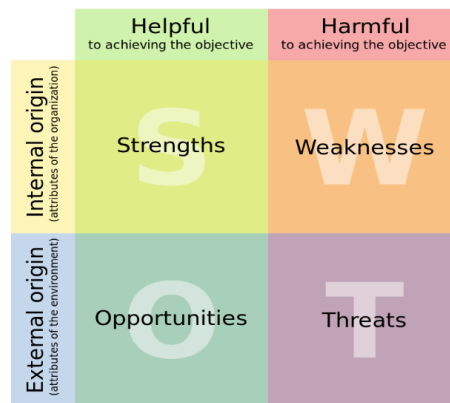 Helpful
to achieving the objective
Harmful
to achieving the objective
Internal origin
(attributes of the organization)
S
Strengths
W
Weaknesses
External origin
(attributes of the environment)
O
Opportunities
T
Threats